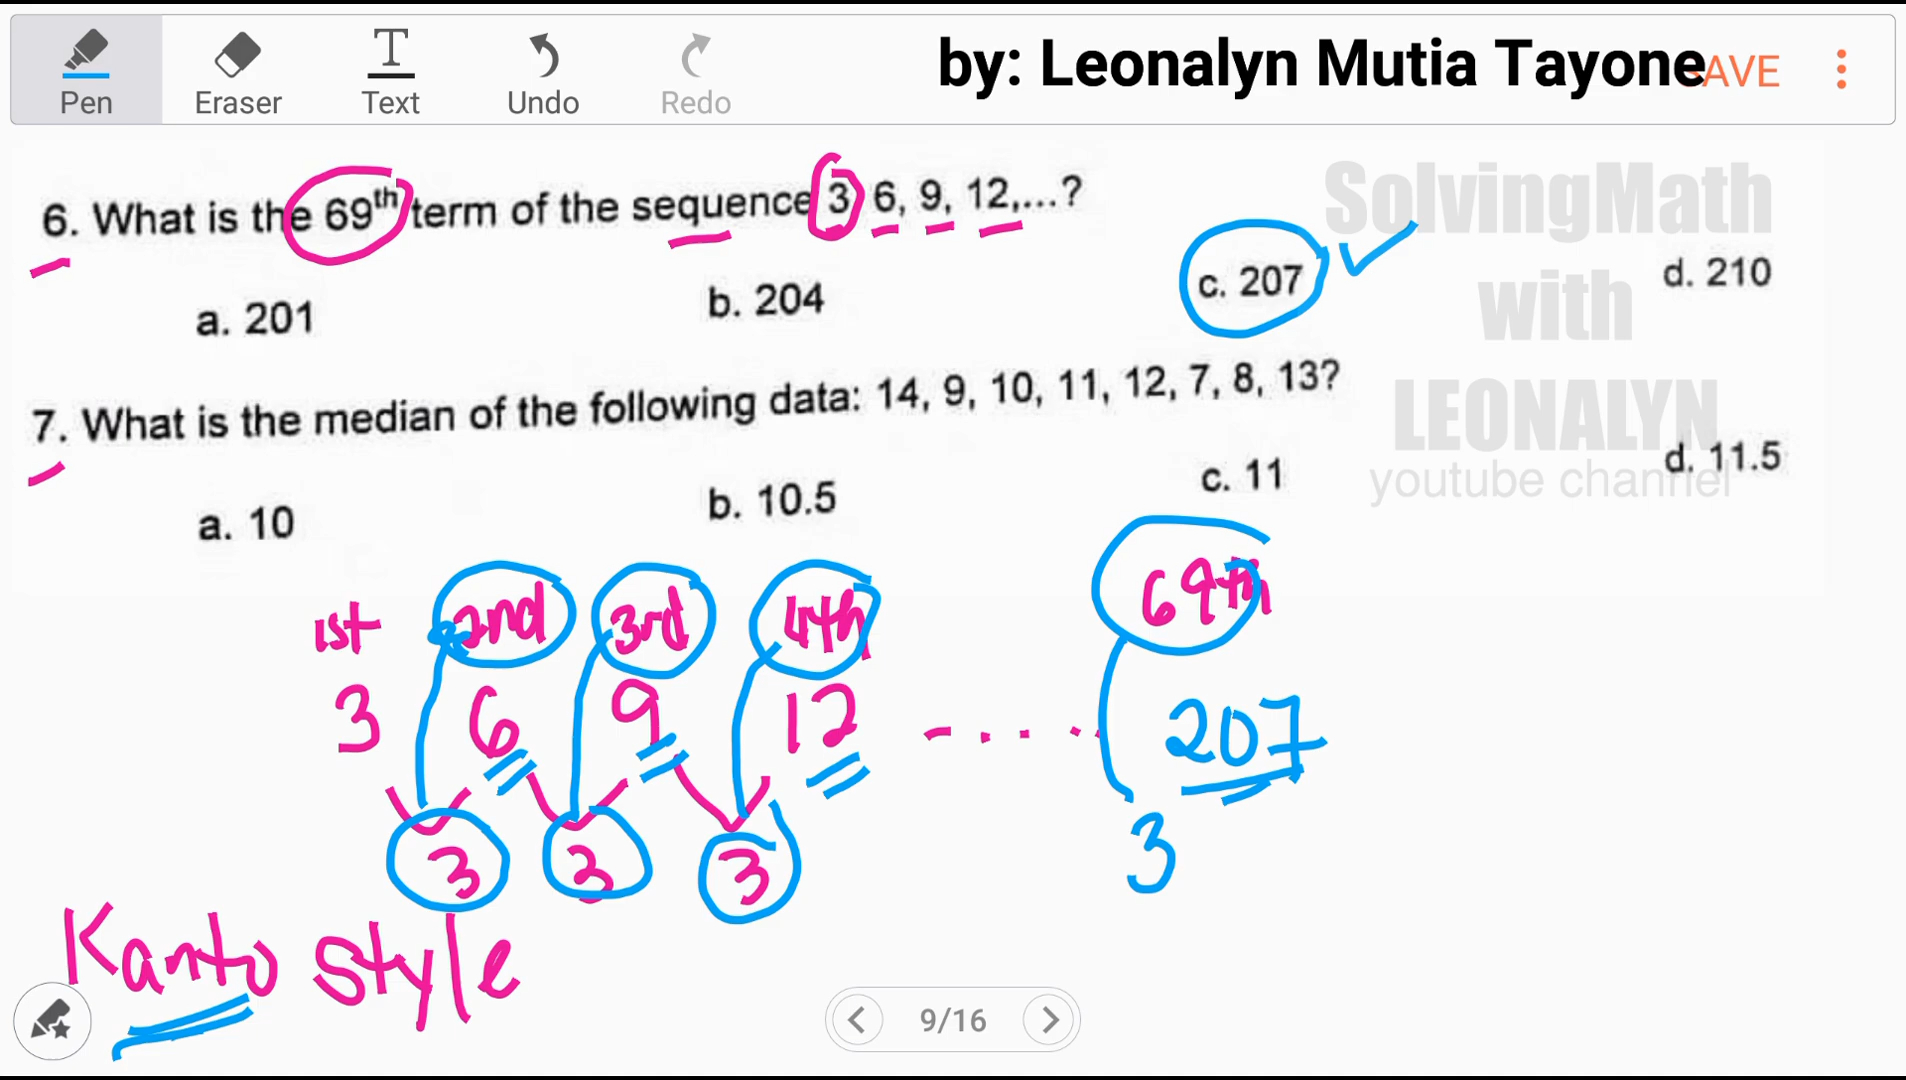 Pen
Eraser
T
Text
Undo
Redo
by: Leonalyn Mutia Tayone
AVE
SolvingMath
with
LEONALYN
youtube channel
6. What is the 69th term of the sequence 3, 6, 9, 12,...?
a. 201 b. 204 c. 207 d. 210
7. What is the median of the following data: 14, 9, 10, 11, 12, 7, 8, 13?
a. 10 b. 10.5 c. 11 d. 11.5
1st 2nd 3rd 4th 69th
3 6 9 12 ..... 207
3 3 3 3
Kanto Style
9/16